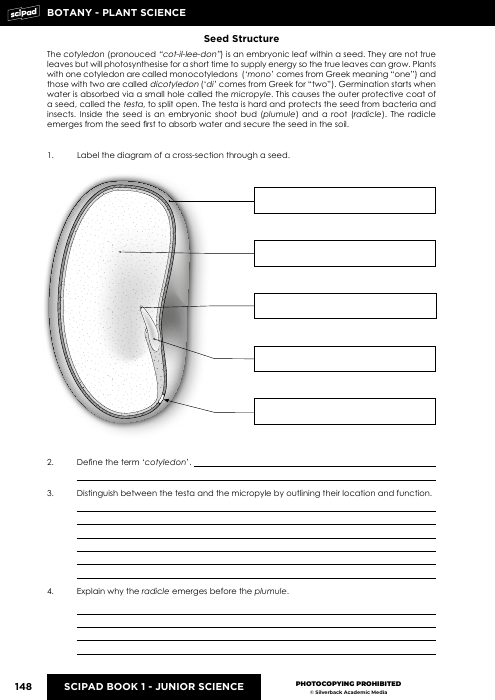 scipad
BOTANY - PLANT SCIENCE
Seed Structure
The cotyledon (pronouced “cot-il-lee-don”) is an embryonic leaf within a seed. They are not true
leaves but will photosynthesise for a short time to supply energy so the true leaves can grow. Plants
with one cotyledon are called monocotyledons (‘mono’ comes from Greek meaning “one”) and
those with two are called dicotyledon (‘di’ comes from Greek for “two”). Germination starts when
water is absorbed via a small hole called the micropyle. This causes the outer protective coat of
a seed, called the testa, to split open. The testa is hard and protects the seed from bacteria and
insects. Inside the seed is an embryonic shoot bud (plumule) and a root (radicle). The radicle
emerges from the seed first to absorb water and secure the seed in the soil.
1. Label the diagram of a cross-section through a seed.
2. Define the term ‘cotyledon’.
3. Distinguish between the testa and the micropyle by outlining their location and function.
4. Explain why the radicle emerges before the plumule.
148
SCIPAD BOOK 1 - JUNIOR SCIENCE
PHOTOCOPYING PROHIBITED
© Silverback Academic Media